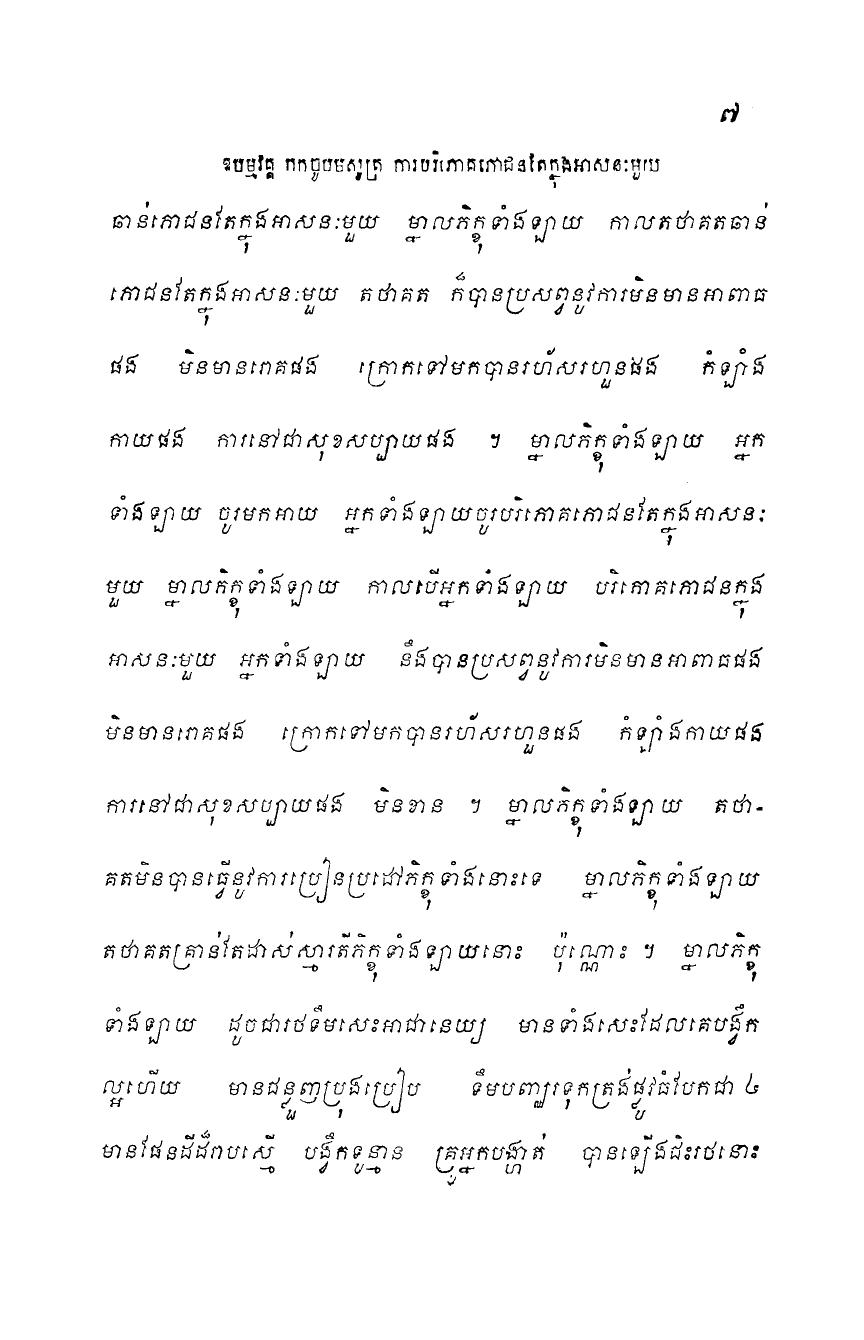 ៧
ឱបម្មវគ្គ កកចូបមសូត្រ ការបរិភោគភោជនតែក្នុងអាសនៈមួយ
ឆាន់ភោជនតែក្នុងអាសនៈមួយ ម្នាលភិក្ខុទាំងឡាយ កាលតថាគតឆាន់
ភោជនតែក្នុងអាសនៈមួយ តថាគត ក៏បានប្រសព្វនូវការមិនមានអាពាធ
ផង មិនមានរោគផង ក្រោកទៅមកបានរហ័សរហួនផង កំឡាំង
កាយផង ការនៅជាសុខសប្បាយផង ។ ម្នាលភិក្ខុទាំងឡាយ អ្នក
ទាំងឡាយ ចូរមកអាយ អ្នកទាំងឡាយចូរបរិភោគភោជនតែក្នុងអាសនៈ
មួយ ម្នាលភិក្ខុទាំងឡាយ កាលបើអ្នកទាំងឡាយ បរិភោគភោជនក្នុង
អាសនៈមួយ អ្នកទាំងឡាយ នឹងបានប្រសព្វនូវការមិនមានអាពាធផង
មិនមានរោគផង ក្រោកទៅមកបានរហ័សរហួនផង កំឡាំងកាយផង
ការនៅជាសុខសប្បាយផង មិនខាន ។ ម្នាលភិក្ខុទាំងឡាយ តថា-
គតមិនបានធ្វើនូវការប្រៀនប្រដៅភិក្ខុទាំងនោះទេ ម្នាលភិក្ខុទាំងឡាយ
តថាគតគ្រាន់តែដាស់ស្មារតីភិក្ខុទាំងឡាយនោះ ប៉ុណ្ណោះ ។ ម្នាលភិក្ខុ
ទាំងឡាយ ដូចជារថទឹមសេះអាជានេយ្យ មានទាំងសេះដែលគេបង្វឹក
ល្អហើយ មានជន្លួញប្រុងប្រៀប ទឹមបញ្ឈរទុកត្រង់ផ្លូវធំបែកជា ៤
មានផែនដីដ៏រាបស្មើ បង្វឹកទូន្មាន គ្រូអ្នកបង្ហាត់ បានឡើងជិះរថនោះ